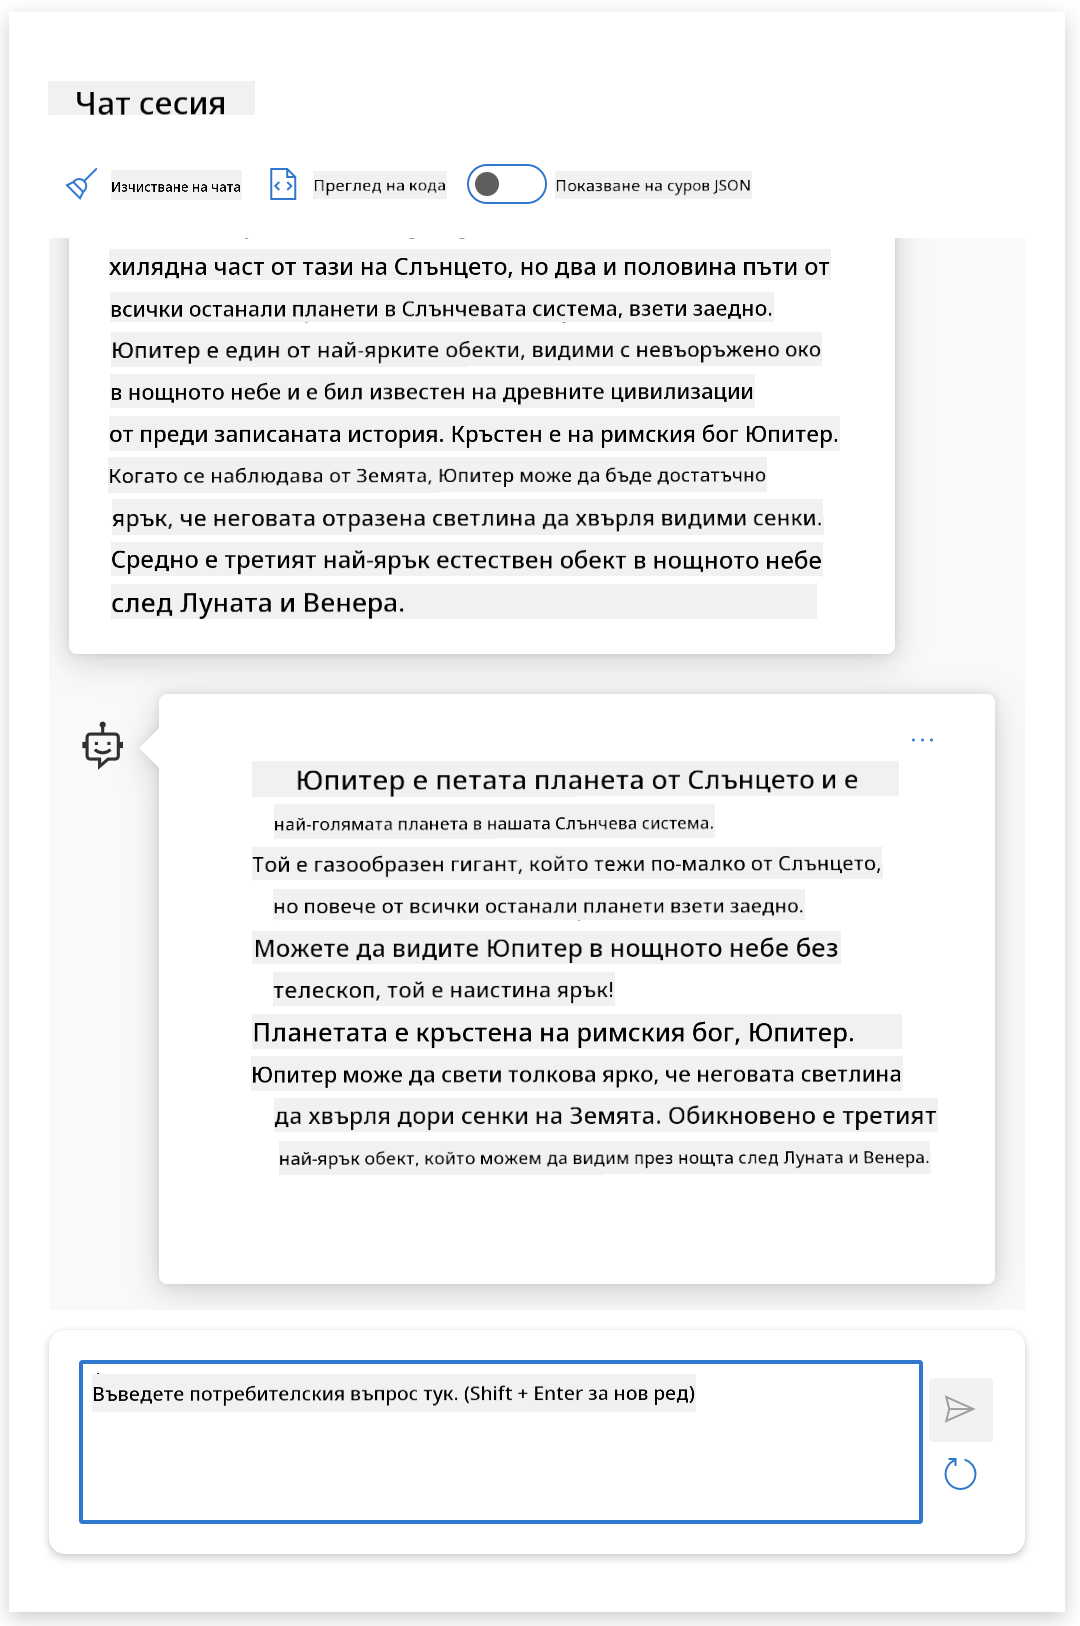 Чат сесия
Изчистване на чата
Преглед на кода
Показване на суров JSON
хилядна част от тази на Слънцето, но два и половина пъти от
всички останали планети в Слънчевата система, взети заедно.
Юпитер е един от най-ярките обекти, видими с невъоръжено око
в нощното небе и е бил известен на древните цивилизации
от преди записаната история. Кръстен е на римския бог Юпитер.
Когато се наблюдава от Земята, Юпитер може да бъде достатъчно
ярък, че неговата отразена светлина да хвърля видими сенки.
Средно е третият най-ярък естествен обект в нощното небе
след Луната и Венера.
Юпитер е петата планета от Слънцето и е
най-голямата планета в нашата Слънчева система.
Той е газообразен гигант, който тежи по-малко от Слънцето,
но повече от всички останали планети взети заедно.
Можете да видите Юпитер в нощното небе без
телескоп, той е наистина ярък!
Планетата е кръстена на римския бог, Юпитер.
Юпитер може да свети толкова ярко, че неговата светлина
да хвърля дори сенки на Земята. Обикновено е третият
най-ярък обект, който можем да видим през нощта след Луната и Венера.
Въведете потребителския въпрос тук. (Shift + Enter за нов ред)